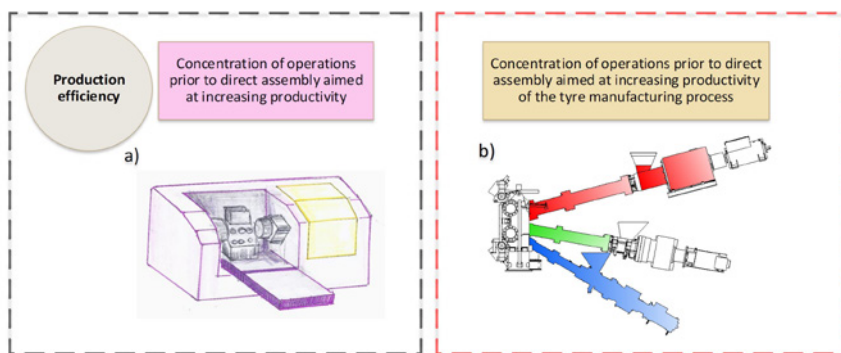 Production
efficiency
Concentration of operations
prior to direct assembly aimed
at increasing productivity
Concentration of operations prior to direct
assembly aimed at increasing productivity
of the tyre manufacturing process
a)
b)